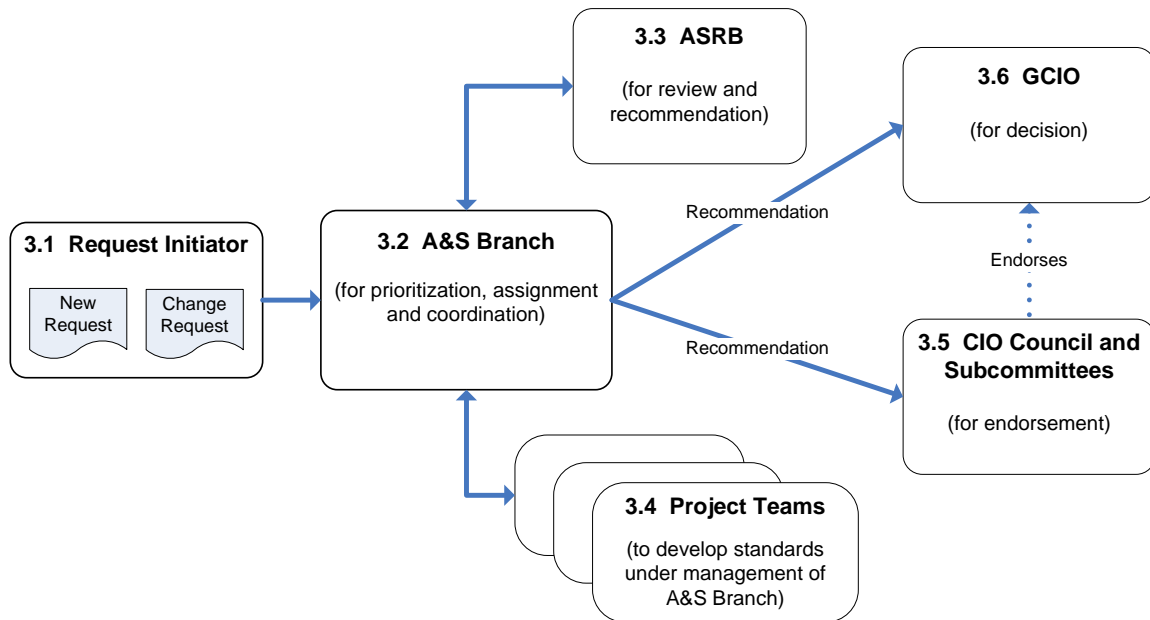 3.1 Request Initiator
New
Request
Change
Request
3.2 A&S Branch
(for prioritization, assignment
and coordination)
3.3 ASRB
(for review and
recommendation)
3.4 Project Teams
(to develop standards
under management of
A&S Branch)
Recommendation
Recommendation
3.5 CIO Council and
Subcommittees
(for endorsement)
Endorses
3.6 GCIO
(for decision)